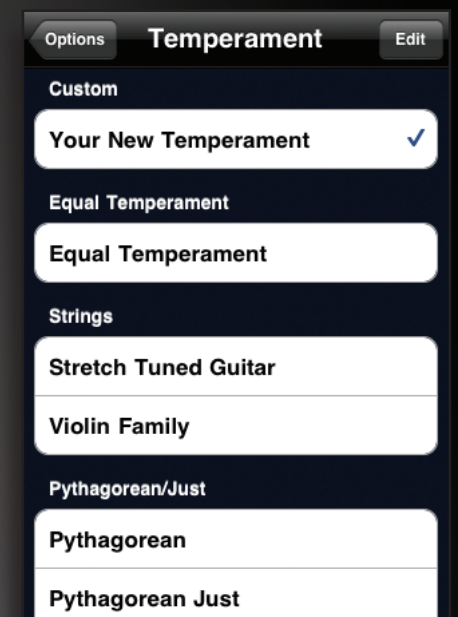 Options
Temperament
Edit
Custom
Your New Temperament
Equal Temperament
Equal Temperament
Strings
Stretch Tuned Guitar
Violin Family
Pythagorean/Just
Pythagorean
Pythagorean Just